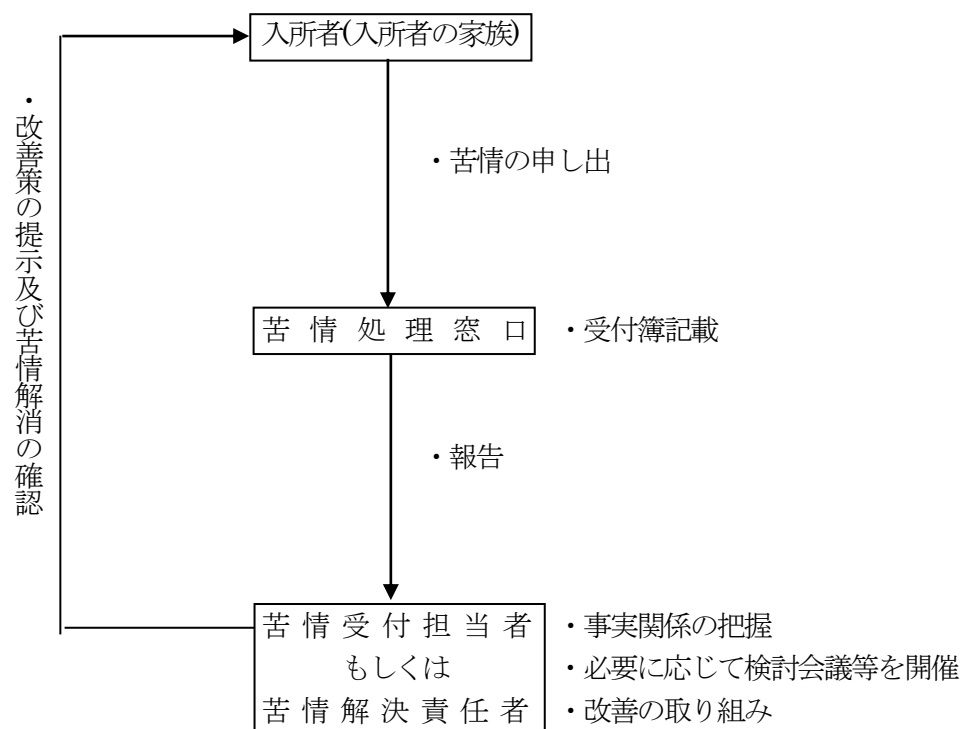 入所者(入所者の家族)
・改善策の提示及び苦情解消の確認
・苦情の申し出
苦情処理窓口
・受付簿記載
・報告
苦情受付担当者
もしくは
苦情解決責任者
・事実関係の把握
・必要に応じて検討会議等を開催
・改善の取り組み